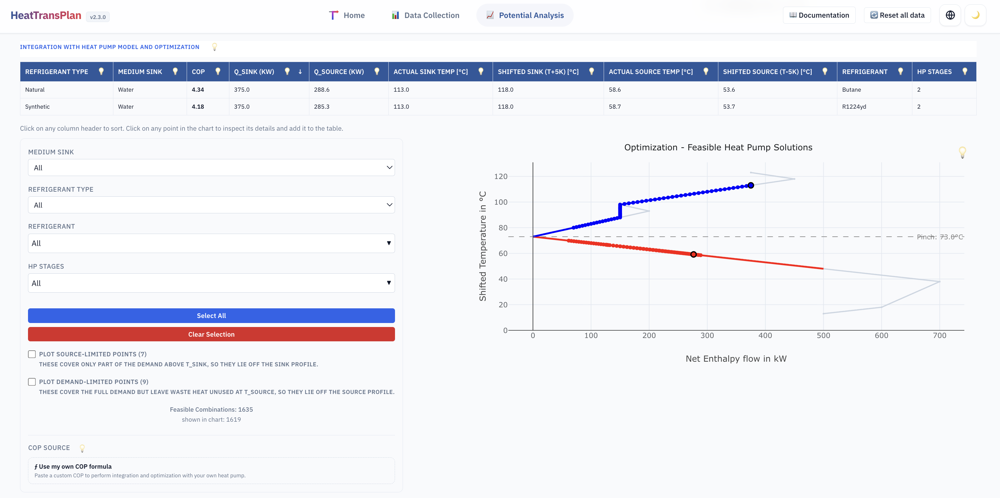 HeatTransPlan v2.3.0 Home Data Collection Potential Analysis Documentation Reset all data
INTEGRATION WITH HEAT PUMP MODEL AND OPTIMIZATION
REFRIGERANT TYPE MEDIUM SINK COP Q_SINK (KW) ↓ Q_SOURCE (KW) ACTUAL SINK TEMP [°C] SHIFTED SINK (T+5K) [°C] ACTUAL SOURCE TEMP [°C] SHIFTED SOURCE (T-5K) [°C] REFRIGERANT HP STAGES
Natural Water 4.34 375.0 288.6 113.0 118.0 58.6 53.6 Butane 2
Synthetic Water 4.18 375.0 285.3 113.0 118.0 58.7 53.7 R1224yd 2
Click on any column header to sort. Click on any point in the chart to inspect its details and add it to the table.
MEDIUM SINK
All
REFRIGERANT TYPE
All
REFRIGERANT
All
HP STAGES
All
Select All
Clear Selection
PLOT SOURCE-LIMITED POINTS (7)
THESE COVER ONLY PART OF THE DEMAND ABOVE T_SINK, SO THEY LIE OFF THE SINK PROFILE.
PLOT DEMAND-LIMITED POINTS (9)
THESE COVER THE FULL DEMAND BUT LEAVE WASTE HEAT UNUSED AT T_SOURCE, SO THEY LIE OFF THE SOURCE PROFILE.
Feasible Combinations: 1635
shown in chart: 1619
COP SOURCE
ƒ Use my own COP formula
Paste a custom COP to perform integration and optimization with your own heat pump.
Optimization - Feasible Heat Pump Solutions
Shifted Temperature in °C
120
100
80
Pinch: 73.0°C
60
40
20
0
0 100 200 300 400 500 600 700
Net Enthalpy flow in kW